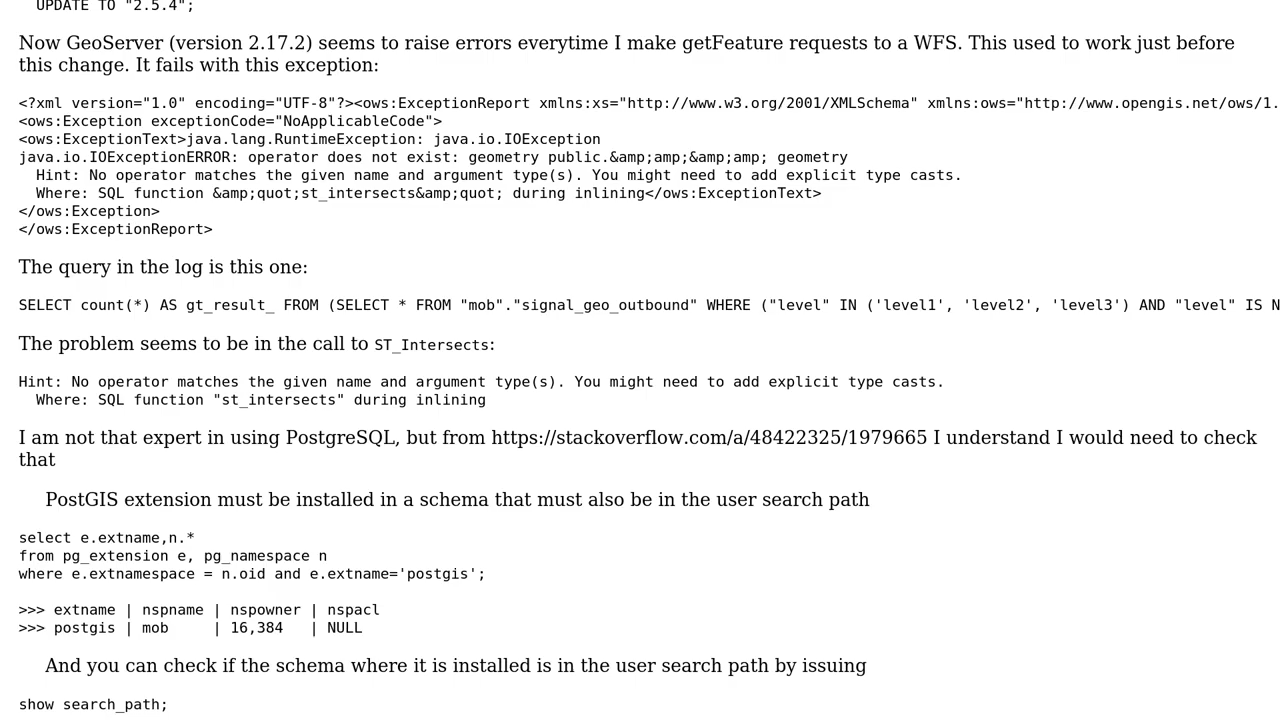 UPDATE TO "2.5.4";
Now GeoServer (version 2.17.2) seems to raise errors everytime I make getFeature requests to a WFS. This used to work just before
this change. It fails with this exception:
<?xml version="1.0" encoding="UTF-8"?><ows:ExceptionReport xmlns:xs="http://www.w3.org/2001/XMLSchema" xmlns:ows="http://www.opengis.net/ows/1.
<ows:Exception exceptionCode="NoApplicableCode">
<ows:ExceptionText>java.lang.RuntimeException: java.io.IOException
java.io.IOExceptionERROR: operator does not exist: geometry public.&amp;amp;&amp;amp; geometry
  Hint: No operator matches the given name and argument type(s). You might need to add explicit type casts.
  Where: SQL function &amp;quot;st_intersects&amp;quot; during inlining</ows:ExceptionText>
</ows:Exception>
</ows:ExceptionReport>
The query in the log is this one:
SELECT count(*) AS gt_result_ FROM (SELECT * FROM "mob"."signal_geo_outbound" WHERE ("level" IN ('level1', 'level2', 'level3') AND "level" IS N
The problem seems to be in the call to ST_Intersects:
Hint: No operator matches the given name and argument type(s). You might need to add explicit type casts.
  Where: SQL function "st_intersects" during inlining
I am not that expert in using PostgreSQL, but from https://stackoverflow.com/a/48422325/1979665 I understand I would need to check
that
PostGIS extension must be installed in a schema that must also be in the user search path
select e.extname,n.*
from pg_extension e, pg_namespace n
where e.extnamespace = n.oid and e.extname='postgis';
>>> extname | nspname | nspowner | nspacl
>>> postgis | mob     | 16,384   | NULL
And you can check if the schema where it is installed is in the user search path by issuing
show search_path;